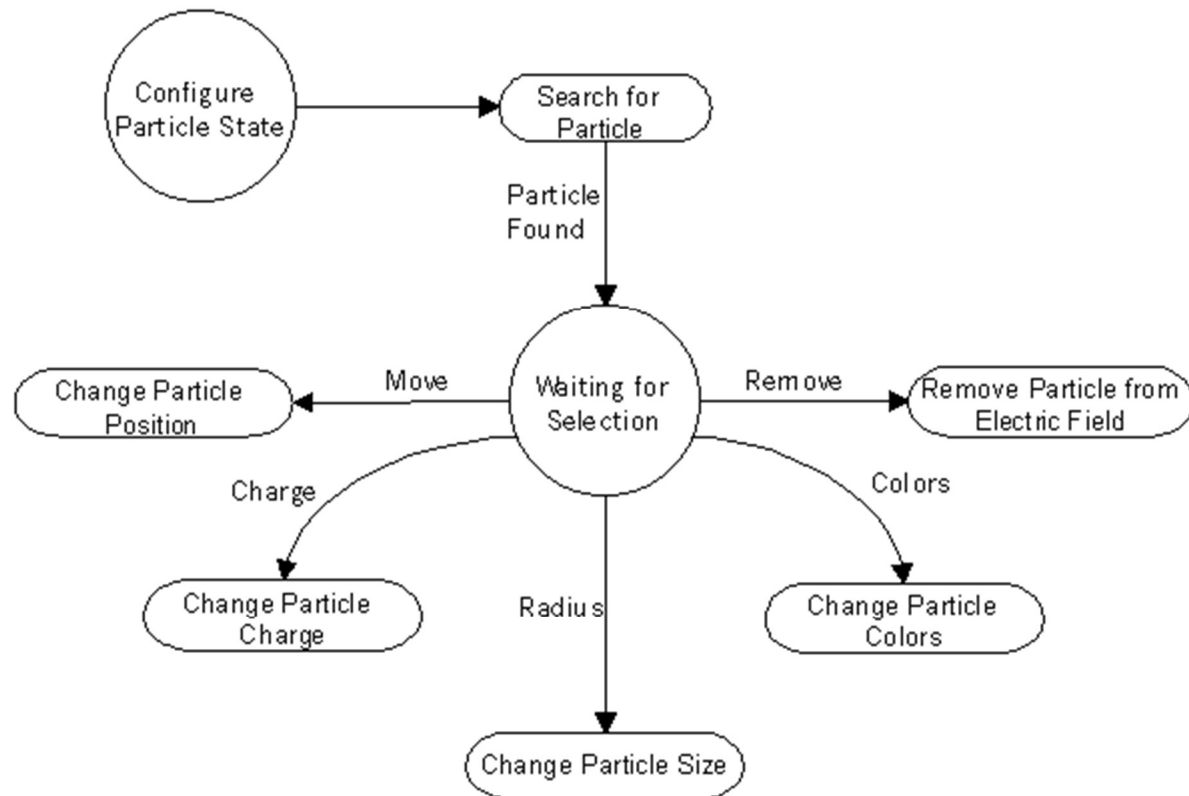 Configure
Particle State
Search for
Particle
Particle
Found
Waiting for
Selection
Move
Change Particle
Position
Remove
Remove Particle from
Electric Field
Charge
Change Particle
Charge
Radius
Change Particle Size
Colors
Change Particle
Colors